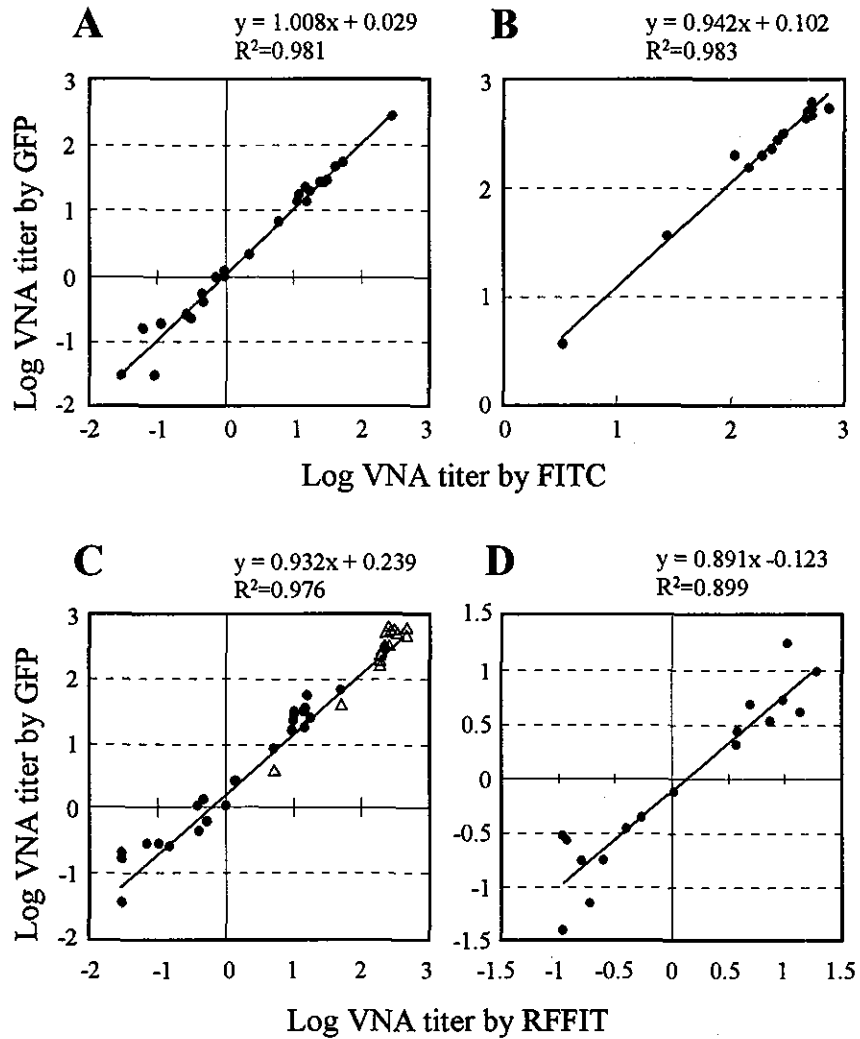 A
y = 1.008x + 0.029
R²=0.981
3
2
1
0
-1
-2
-2
-1
0
1
2
3
B
y = 0.942x + 0.102
R²=0.983
3
2
1
0
0
1
2
3
Log VNA titer by GFP
Log VNA titer by FITC
C
y = 0.932x + 0.239
R²=0.976
3
2
1
0
-1
-2
-2
-1
0
1
2
3
D
y = 0.891x -0.123
R²=0.899
1.5
1
0.5
0
-0.5
-1
-1.5
-1.5
-1
-0.5
0
0.5
1
1.5
Log VNA titer by GFP
Log VNA titer by RFFIT